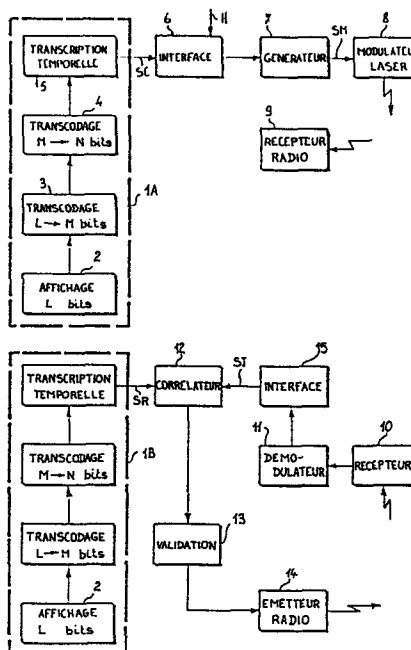 TRANSCRIPTION
TEMPORELLE
5
SC
6
INTERFACE
H
7
GENERATEUR
SM
8
MODULATEUR
LASER
4
TRANSCODAGE
M → N bits
9
RECEPTEUR
RADIO
3
TRANSCODAGE
L → M bits
1A
2
AFFICHAGE
L bits
TRANSCRIPTION
TEMPORELLE
SR
12
CORRÉLATEUR
ST
15
INTERFACE
1B
TRANSCODAGE
M → N bits
11
DEMO-
DULATEUR
10
RECEPTEUR
TRANSCODAGE
L → M bits
13
VALIDATION
2
AFFICHAGE
L bits
14
EMETTEUR
RADIO